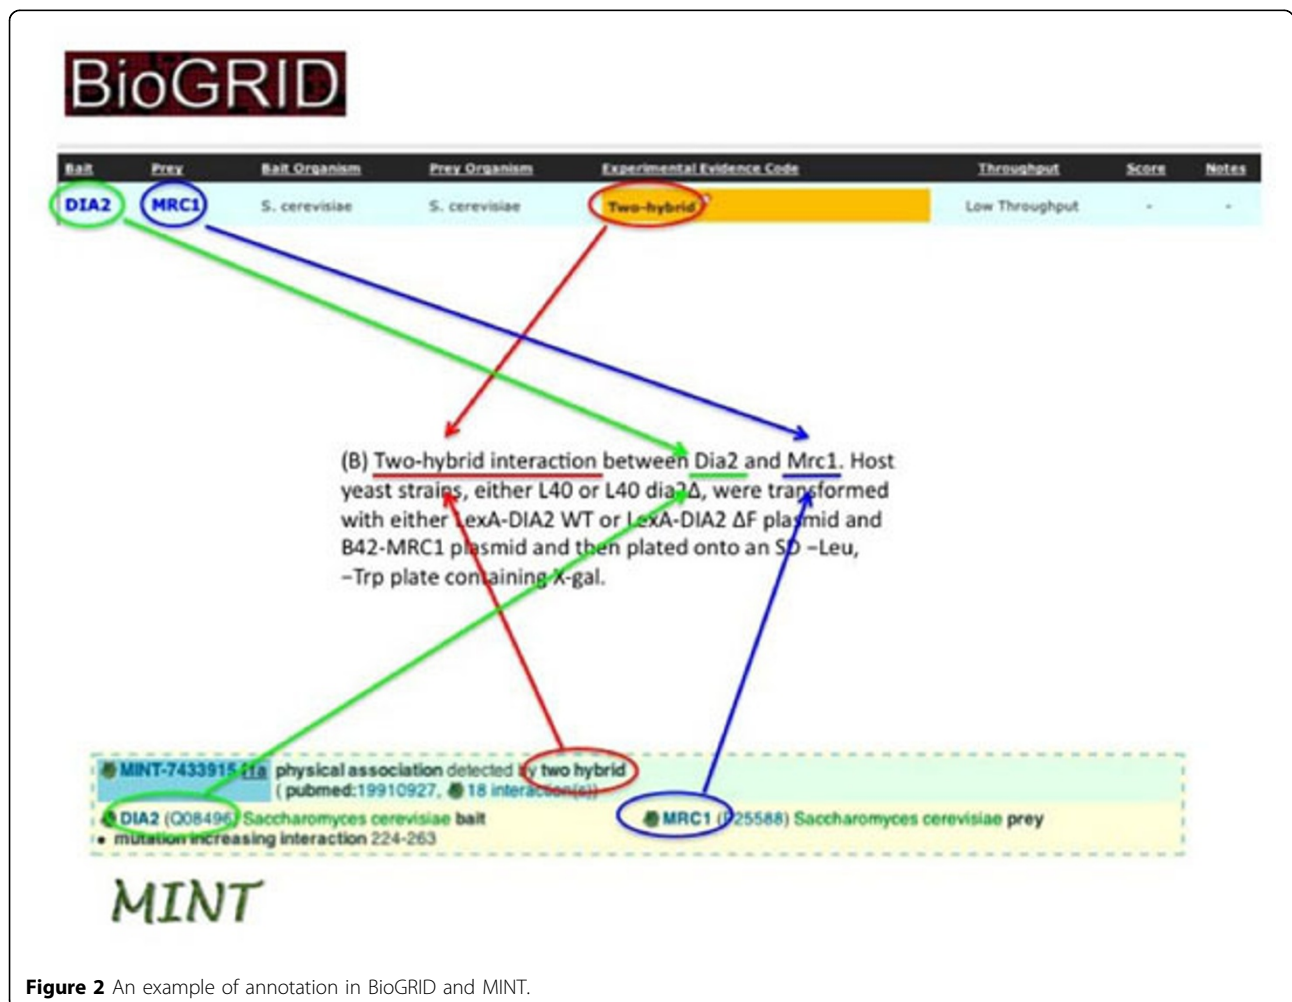 BioGRID
Bait Prey Bait Organism Prey Organism Experimental Evidence Code Throughput Score Notes
DIA2 MRC1 S. cerevisiae S. cerevisiae Two-hybrid Low Throughput - -
(B) Two-hybrid interaction between Dia2 and Mrc1. Host
yeast strains, either L40 or L40 dia2Δ, were transformed
with either LexA-DIA2 WT or LexA-DIA2 ΔF plasmid and
B42-MRC1 plasmid and then plated onto an SD −Leu,
−Trp plate containing X-gal.
MINT-7433915 physical association detected by two hybrid
( pubmed:19910927, 18 interaction(s))
DIA2 (Q08496) Saccharomyces cerevisiae bait MRC1 (P25588) Saccharomyces cerevisiae prey
• mutation increasing interaction 224-263
MINT
Figure 2 An example of annotation in BioGRID and MINT.